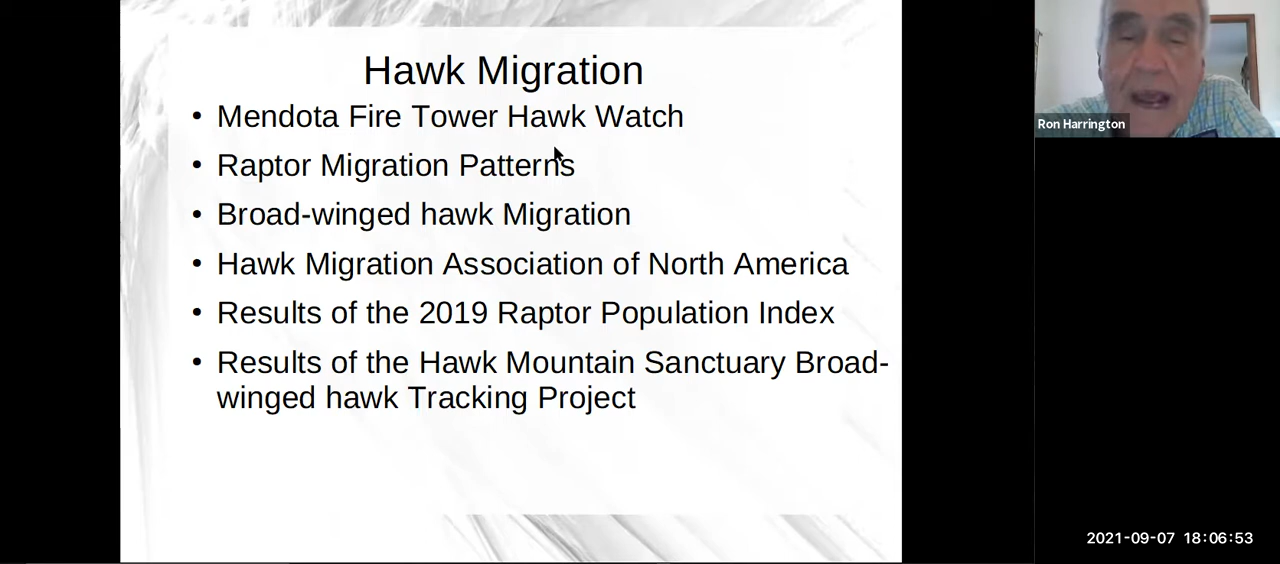 Hawk Migration
• Mendota Fire Tower Hawk Watch
• Raptor Migration Patterns
• Broad-winged hawk Migration
• Hawk Migration Association of North America
• Results of the 2019 Raptor Population Index
• Results of the Hawk Mountain Sanctuary Broad-
winged hawk Tracking Project
Ron Harrington
2021-09-07 18:06:53